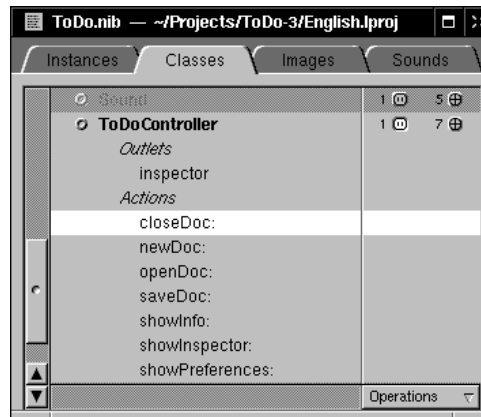 ToDo.nib — ~/Projects/ToDo-3/English.lproj
Instances Classes Images Sounds
Sound 1 5
ToDoController 1 7
Outlets
inspector
Actions
closeDoc:
newDoc:
openDoc:
saveDoc:
showInfo:
showInspector:
showPreferences:
Operations